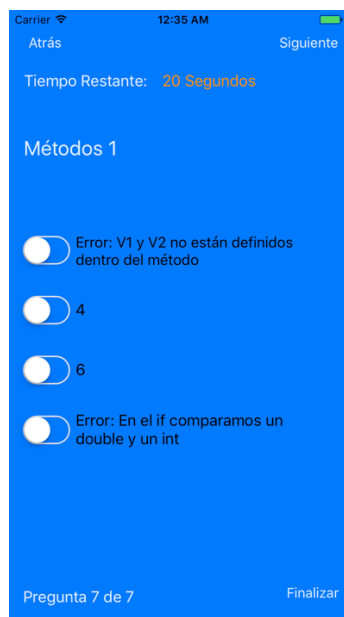 Carrier 12:35 AM
Atrás Siguiente
Tiempo Restante: 20 Segundos
Métodos 1
Error: V1 y V2 no están definidos
dentro del método
4
6
Error: En el if comparamos un
double y un int
Pregunta 7 de 7 Finalizar